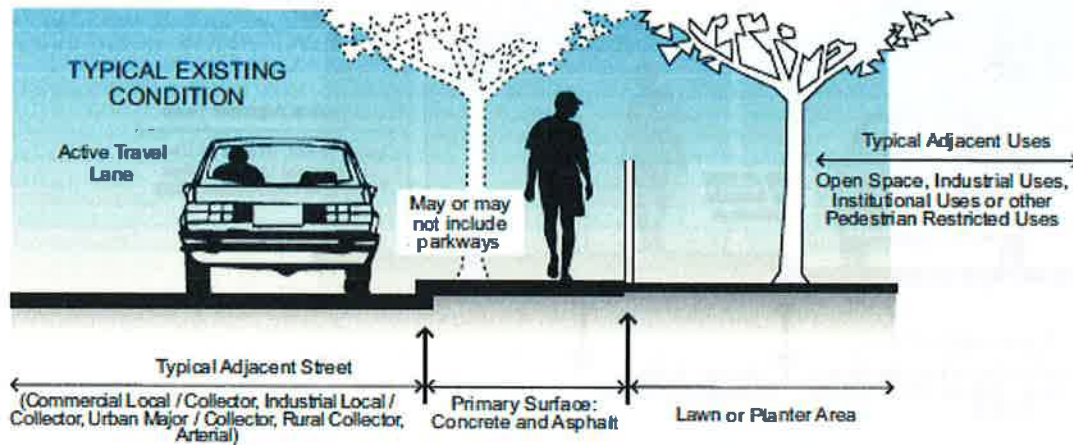 TYPICAL EXISTING
CONDITION
Active Travel
Lane
May or may
not include
parkways
Typical Adjacent Uses
Open Space, Industrial Uses,
Institutional Uses or other
Pedestrian Restricted Uses
Typical Adjacent Street
(Commercial Local / Collector, Industrial Local /
Collector, Urban Major / Collector, Rural Collector,
Arterial)
Primary Surface:
Concrete and Asphalt
Lawn or Planter Area